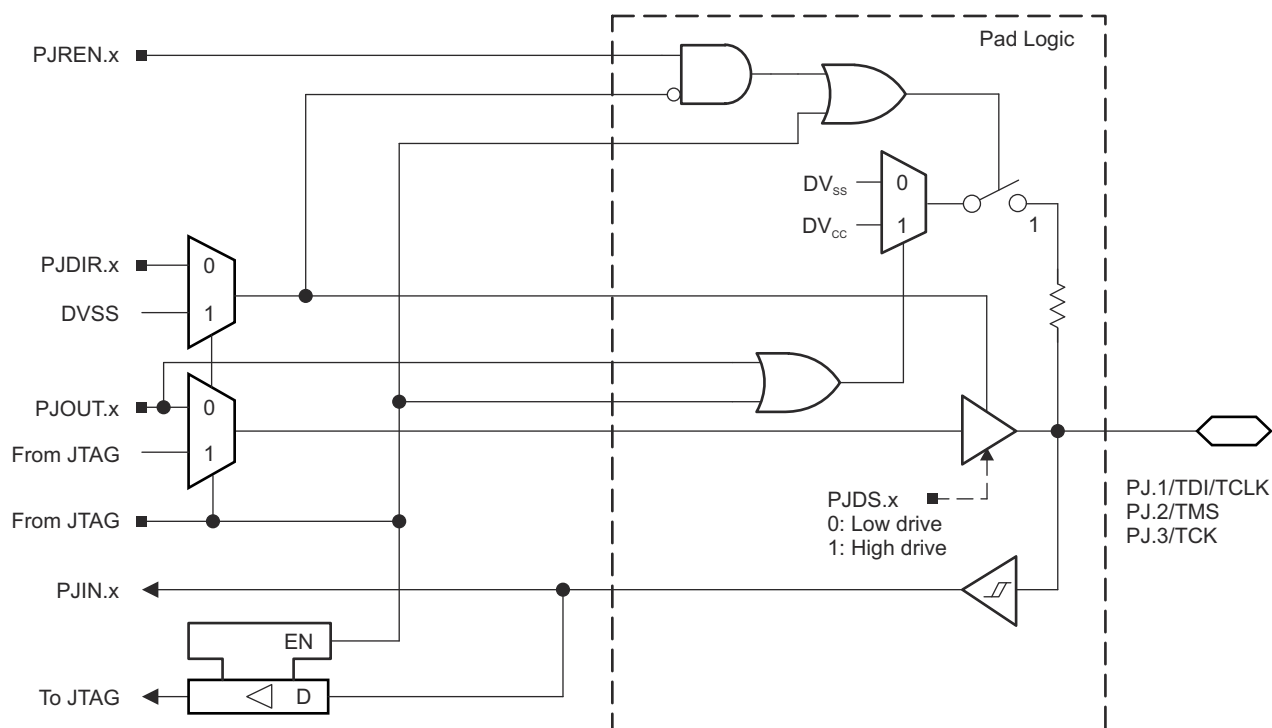 Pad Logic
PJREN.x
DVSS
0
DVCC
1
1
PJDIR.x
0
DVSS
1
PJOUT.x
0
From JTAG
1
PJDS.x
0: Low drive
1: High drive
PJ.1/TDI/TCLK
PJ.2/TMS
PJ.3/TCK
From JTAG
PJIN.x
EN
To JTAG
D